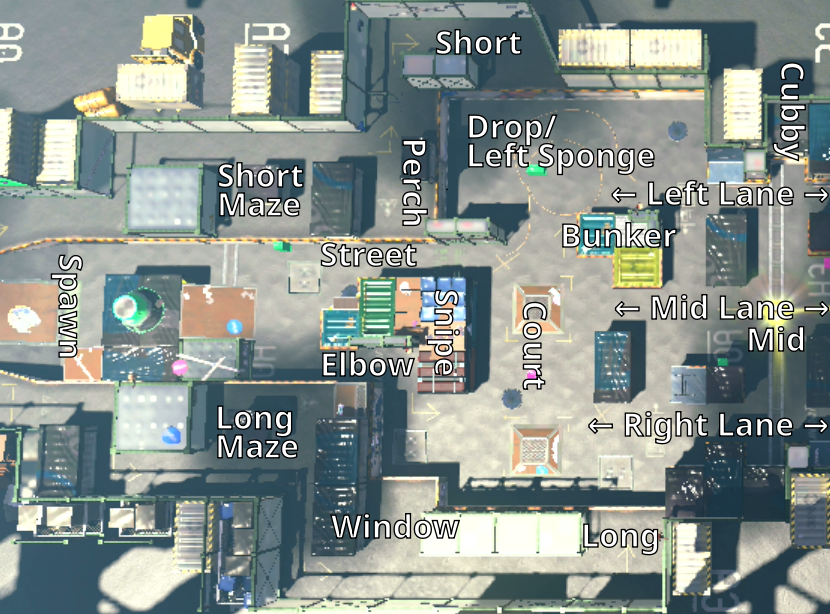 Short
Cubby
Drop/
Left Sponge
Perch
Short
Maze
← Left Lane →
Bunker
Street
Spawn
Snipe
Court
← Mid Lane →
Mid
Elbow
Long
Maze
← Right Lane →
Window
Long